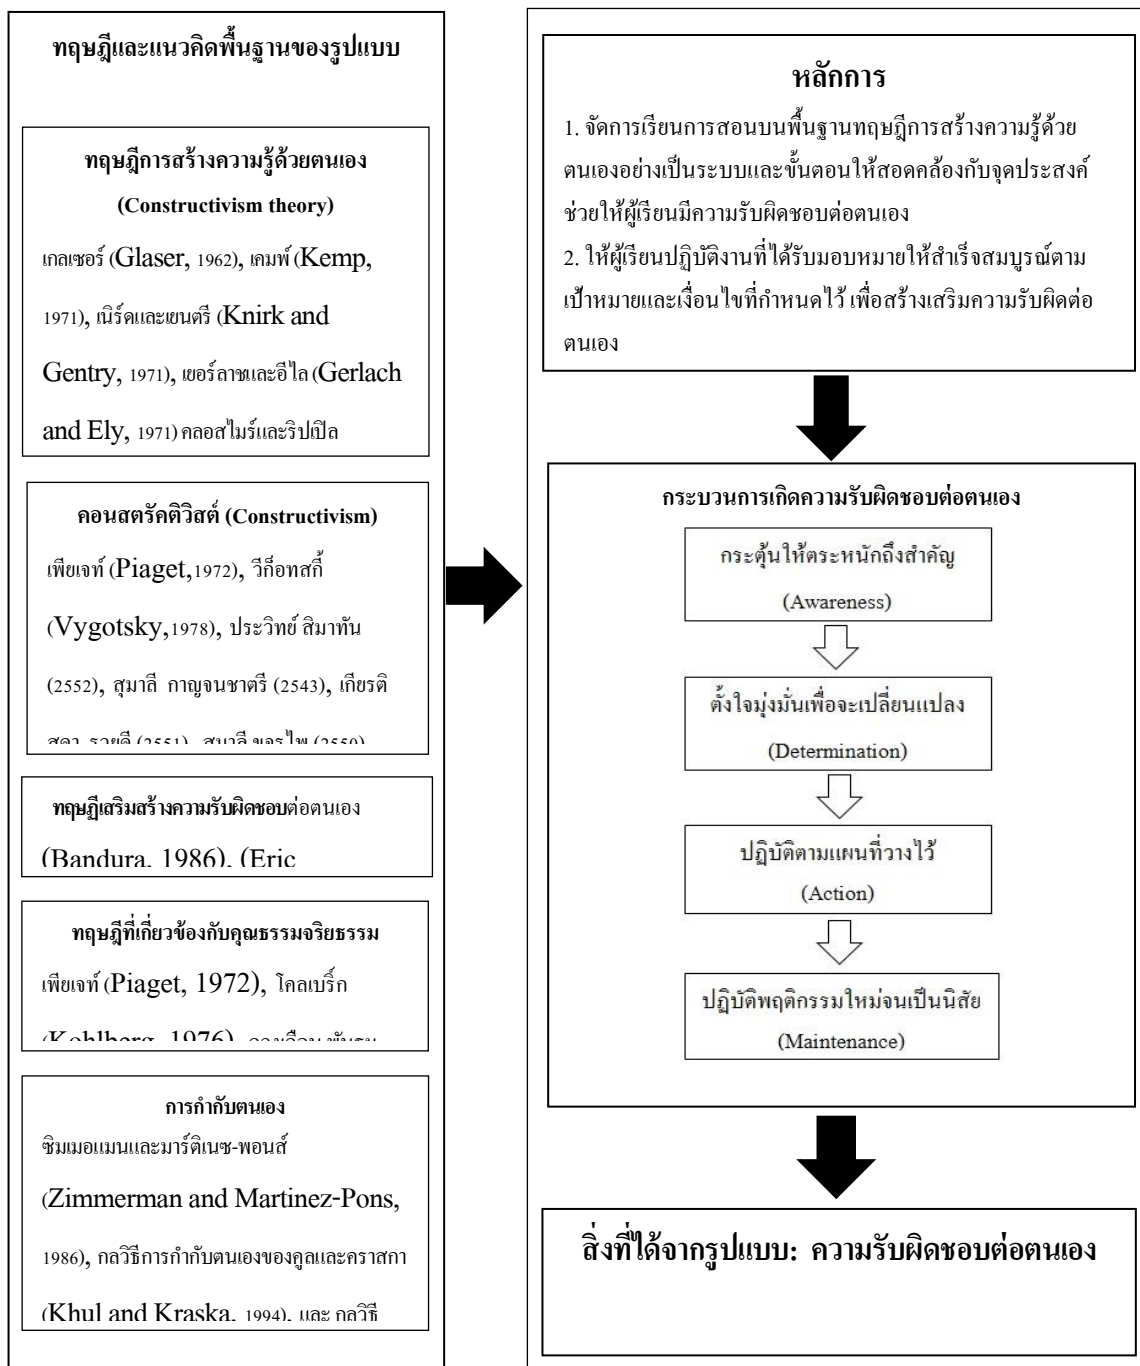 ทฤษฎีและแนวคิดพื้นฐานของรูปแบบ
ทฤษฎีการสร้างความรู้ด้วยตนเอง
(Constructivism theory)
เกลเซอร์ (Glaser, 1962), เคมพ์ (Kemp,
1971), เนิร์คและเยนตรี (Knirk and
Gentry, 1971), เยอร์ลาชและอีไล (Gerlach
and Ely, 1971) คลอสไมร์และริปเปิล
คอนสตรัคติวิสต์ (Constructivism)
เพียเจท์ (Piaget,1972), วีก็อทสกี้
(Vygotsky,1978), ประวิทย์ สิมาทัน
(2552), สุมาลี กาญจนชาตรี (2543), เกียรติ
(2551), (2550)
ทฤษฎีเสริมสร้างความรับผิดชอบต่อตนเอง
(Bandura, 1986), (Eric
ทฤษฎีที่เกี่ยวข้องกับคุณธรรมจริยธรรม
เพียเจท์ (Piaget, 1972), โคลเบริ์ก
(Kohlberg, 1976),
การกำกับตนเอง
ซิมเมอแมนและมาร์ติเนซ-พอนส์
(Zimmerman and Martinez-Pons,
1986), กลวิธีการกำกับตนเองของคูลและคราสกา
(Khul and Kraska, 1994), และ กลวิธี
หลักการ
1. จัดการเรียนการสอนบนพื้นฐานทฤษฎีการสร้างความรู้ด้วย
ตนเองอย่างเป็นระบบและขั้นตอนให้สอดคล้องกับจุดประสงค์
ช่วยให้ผู้เรียนมีความรับผิดชอบต่อตนเอง
2. ให้ผู้เรียนปฏิบัติงานที่ได้รับมอบหมายให้สำเร็จสมบูรณ์ตาม
เป้าหมายและเงื่อนไขที่กำหนดไว้ เพื่อสร้างเสริมความรับผิดต่อ
ตนเอง
กระบวนการเกิดความรับผิดชอบต่อตนเอง
กระตุ้นให้ตระหนักถึงสำคัญ
(Awareness)
ตั้งใจมุ่งมั่นเพื่อจะเปลี่ยนแปลง
(Determination)
ปฏิบัติตามแผนที่วางไว้
(Action)
ปฏิบัติพฤติกรรมใหม่จนเป็นนิสัย
(Maintenance)
สิ่งที่ได้จากรูปแบบ: ความรับผิดชอบต่อตนเอง